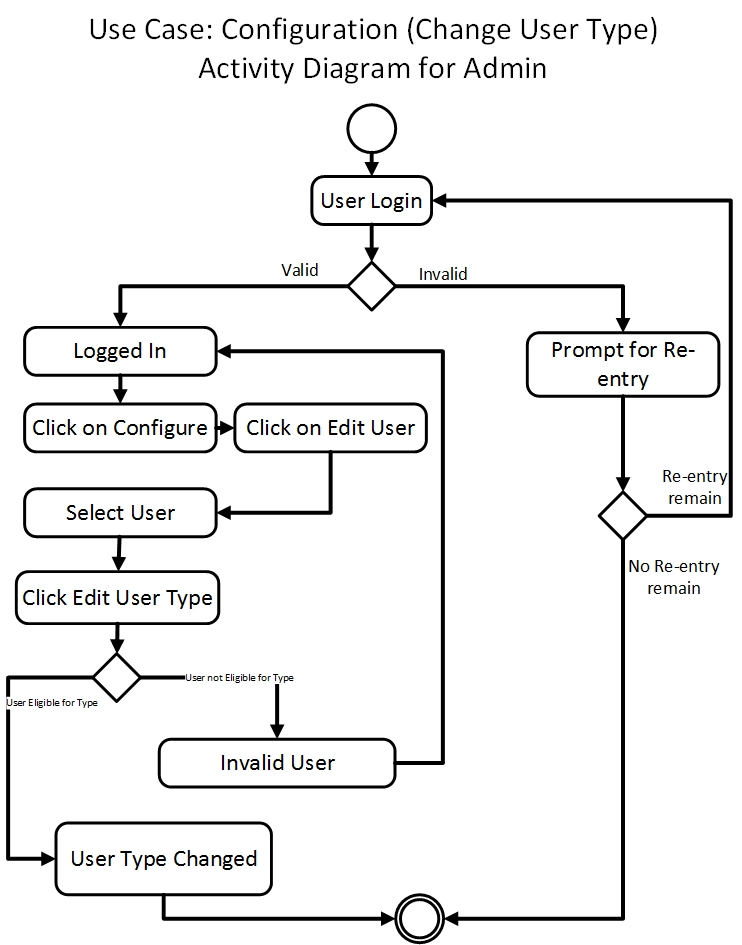 Use Case: Configuration (Change User Type)
Activity Diagram for Admin
User Login
Valid
Invalid
Logged In
Prompt for Re-
entry
Click on Configure
Click on Edit User
Re-entry
remain
Select User
No Re-entry
remain
Click Edit User Type
User not Eligible for Type
User Eligible for Type
Invalid User
User Type Changed